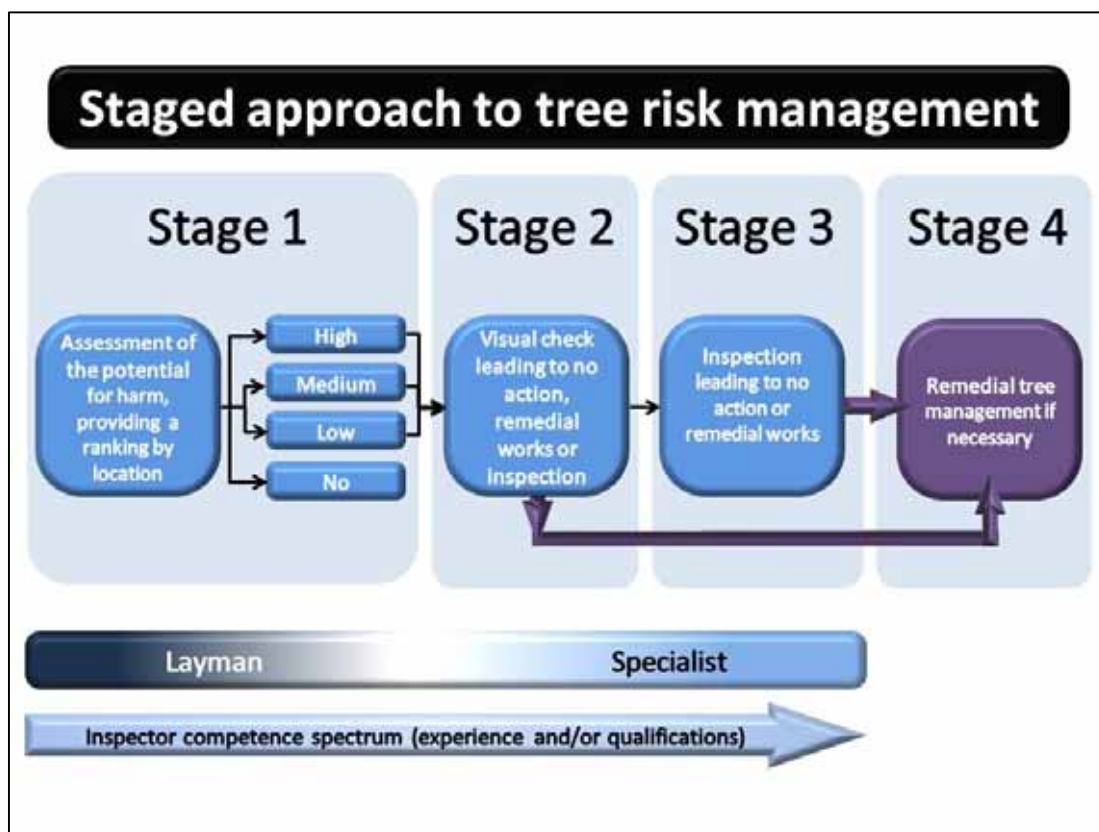 Staged approach to tree risk management
Stage 1
Stage 2
Stage 3
Stage 4
Assessment of
the potential
for harm,
providing a
ranking by
location
High
Medium
Low
No
Visual check
leading to no
action,
remedial
works or
inspection
Inspection
leading to no
action or
remedial works
Remedial tree
management if
necessary
Layman
Specialist
Inspector competence spectrum (experience and/or qualifications)